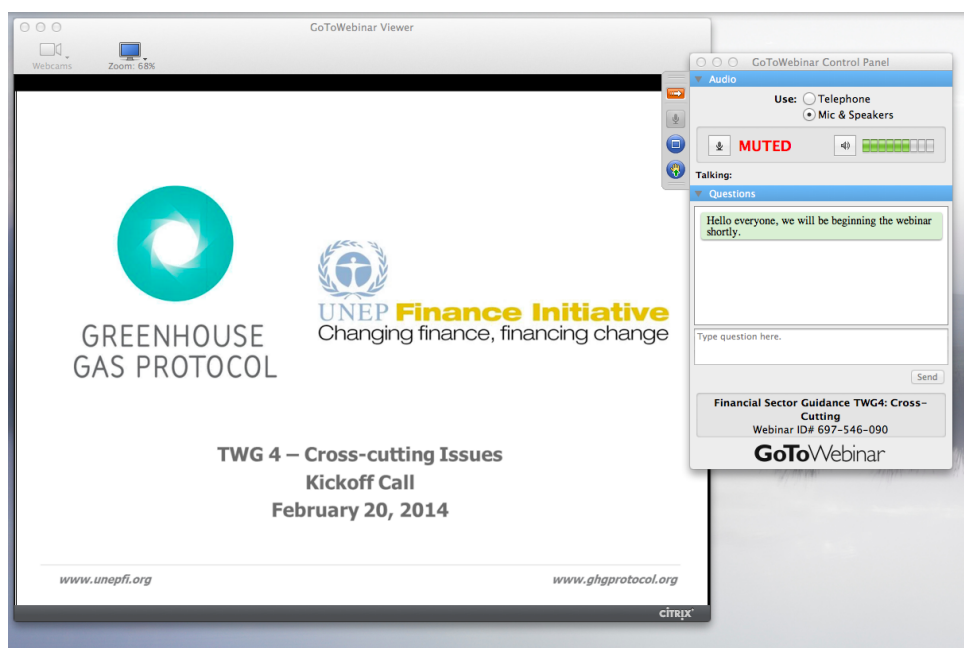 GoToWebinar Viewer
Webcams
Zoom: 68%
GREENHOUSE
GAS PROTOCOL
UNEP Finance Initiative
Changing finance, financing change
TWG 4 – Cross-cutting Issues
Kickoff Call
February 20, 2014
www.unepfi.org
www.ghgprotocol.org
CITRIX
GoToWebinar Control Panel
Audio
Use: Telephone
Mic & Speakers
MUTED
Talking:
Questions
Hello everyone, we will be beginning the webinar
shortly.
Type question here.
Send
Financial Sector Guidance TWG4: Cross-
Cutting
Webinar ID# 697-546-090
GoToWebinar